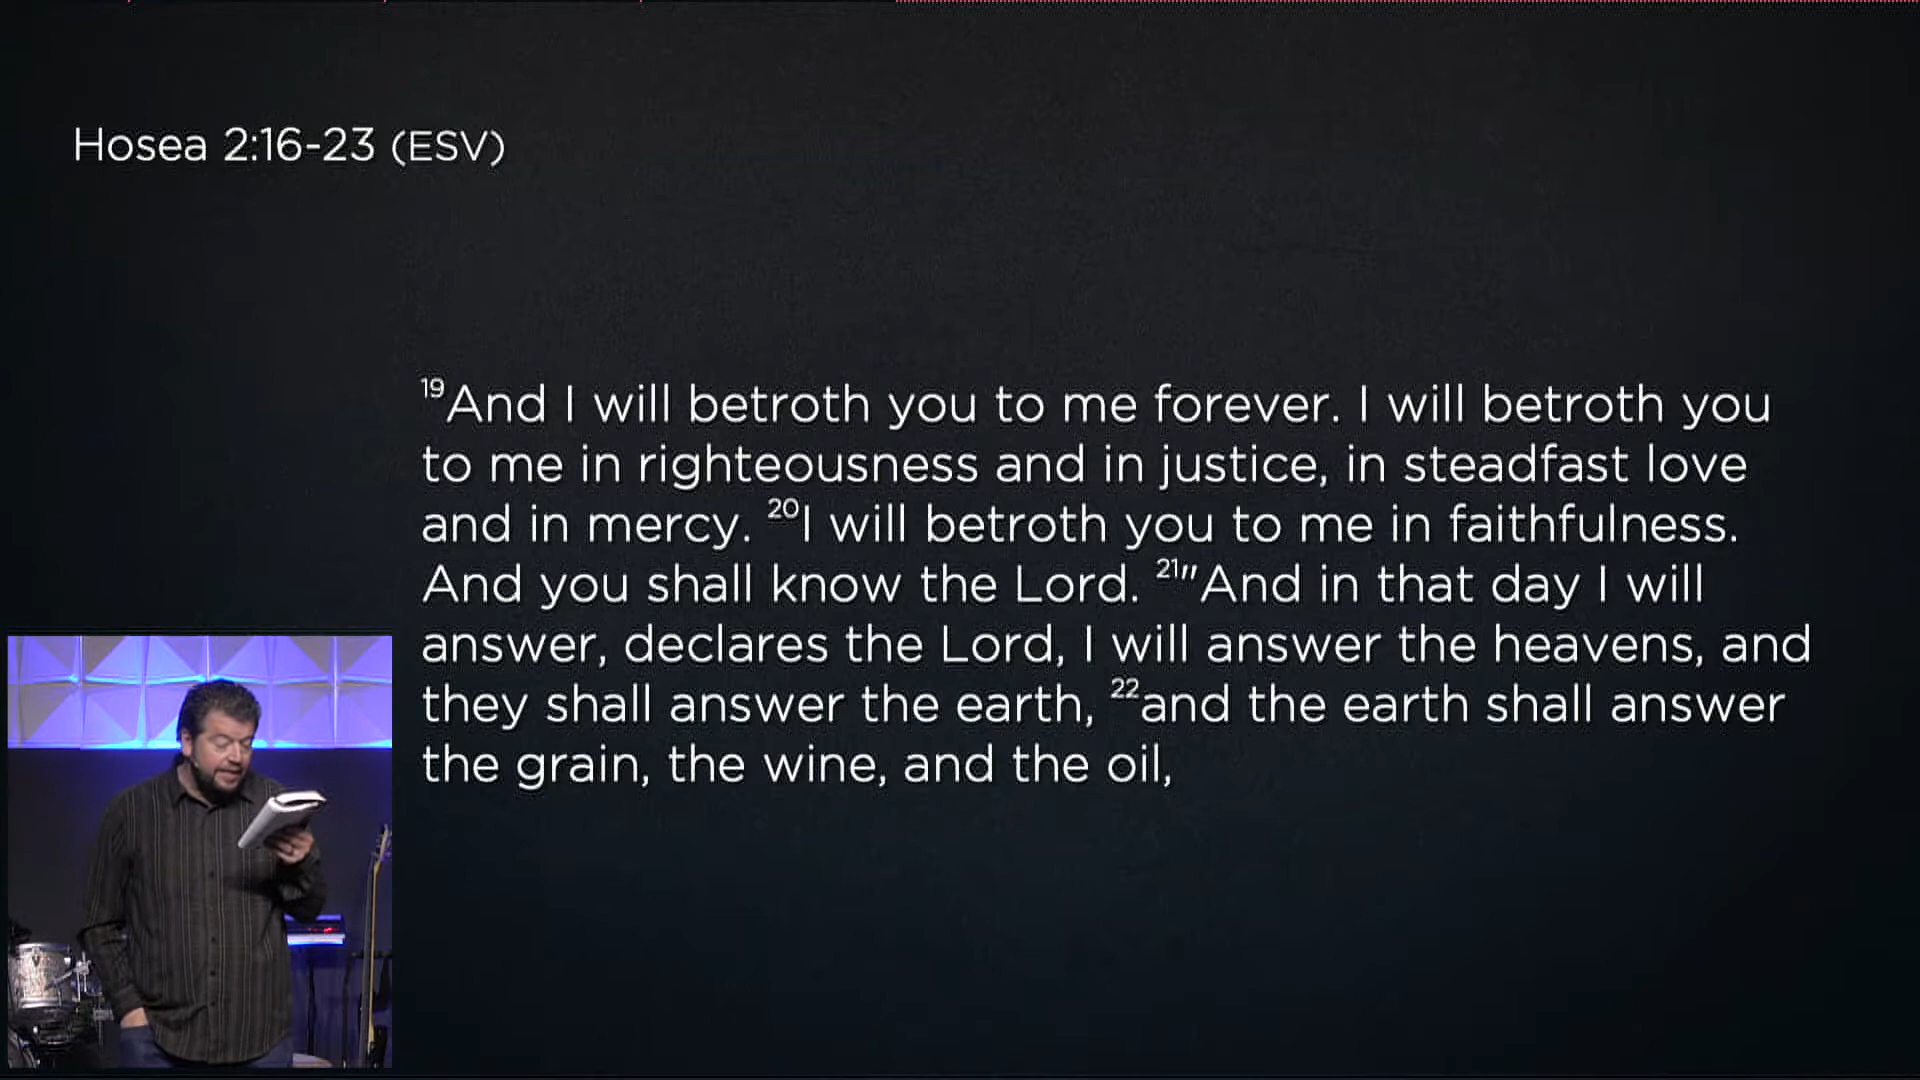 Hosea 2:16-23 (ESV)
¹⁹And I will betroth you to me forever. I will betroth you
to me in righteousness and in justice, in steadfast love
and in mercy. ²⁰I will betroth you to me in faithfulness.
And you shall know the Lord. ²¹"And in that day I will
answer, declares the Lord, I will answer the heavens, and
they shall answer the earth, ²²and the earth shall answer
the grain, the wine, and the oil,